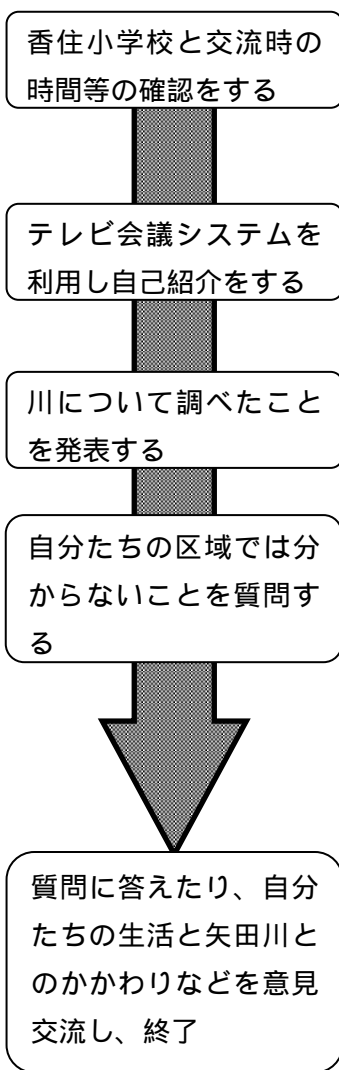 香住小学校と交流時の
時間等の確認をする
テレビ会議システムを
利用し自己紹介をする
川について調べたこと
を発表する
自分たちの区域では分
からないことを質問す
る
質問に答えたり、自分
たちの生活と矢田川と
のかかわりなどを意見
交流し、終了